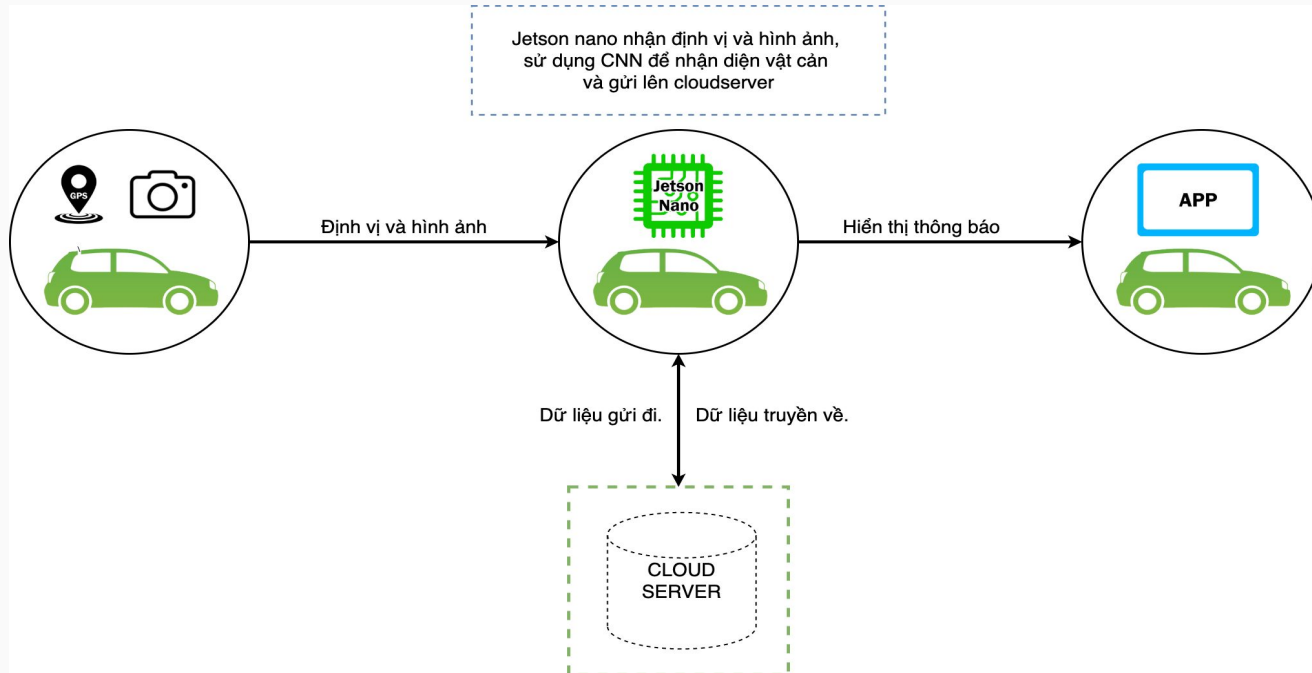 Jetson nano nhận định vị và hình ảnh,
sử dụng CNN để nhận diện vật cản
và gửi lên cloudserver
GPS
Định vị và hình ảnh
Jetson
Nano
Hiển thị thông báo
APP
Dữ liệu gửi đi.
Dữ liệu truyền về.
CLOUD
SERVER